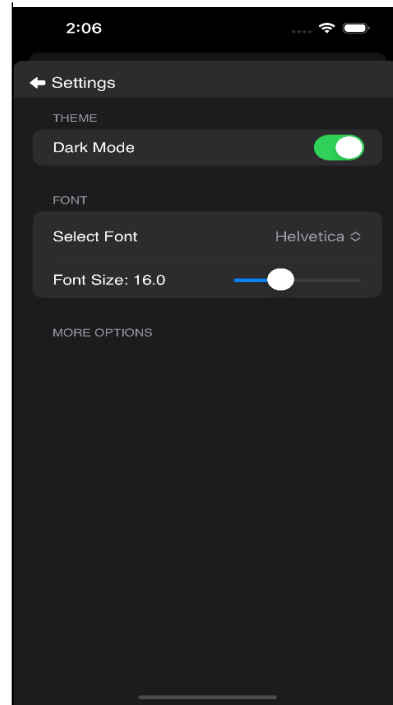 2:06
Settings
THEME
Dark Mode
FONT
Select Font Helvetica
Font Size: 16.0
MORE OPTIONS